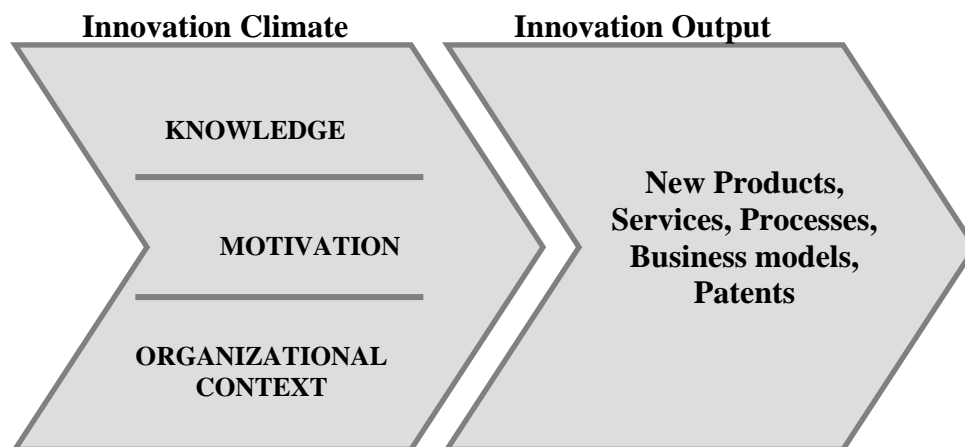 Innovation Climate
KNOWLEDGE
MOTIVATION
ORGANIZATIONAL
CONTEXT
Innovation Output
New Products,
Services, Processes,
Business models,
Patents